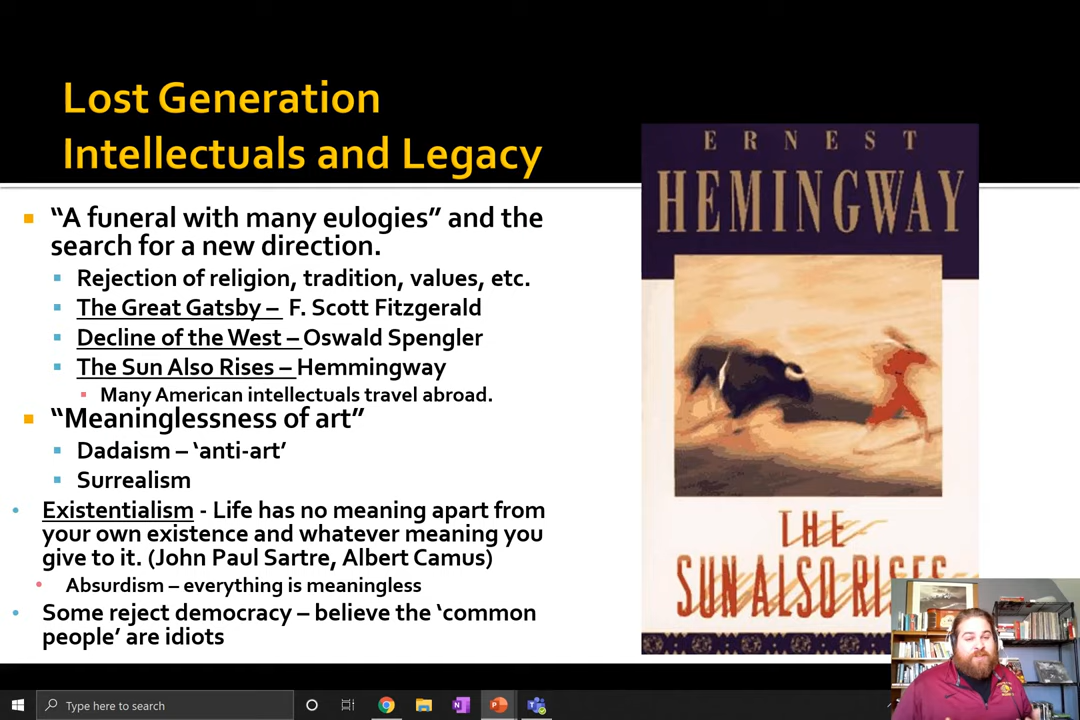 Lost Generation
Intellectuals and Legacy
“A funeral with many eulogies” and the
search for a new direction.
Rejection of religion, tradition, values, etc.
The Great Gatsby – F. Scott Fitzgerald
Decline of the West – Oswald Spengler
The Sun Also Rises – Hemmingway
Many American intellectuals travel abroad.
“Meaninglessness of art”
Dadaism – ‘anti-art’
Surrealism
Existentialism - Life has no meaning apart from
your own existence and whatever meaning you
give to it. (John Paul Sartre, Albert Camus)
Absurdism – everything is meaningless
Some reject democracy – believe the ‘common
people’ are idiots
ERNEST
HEMINGWAY
THE
SUN ALSO RISES
Type here to search